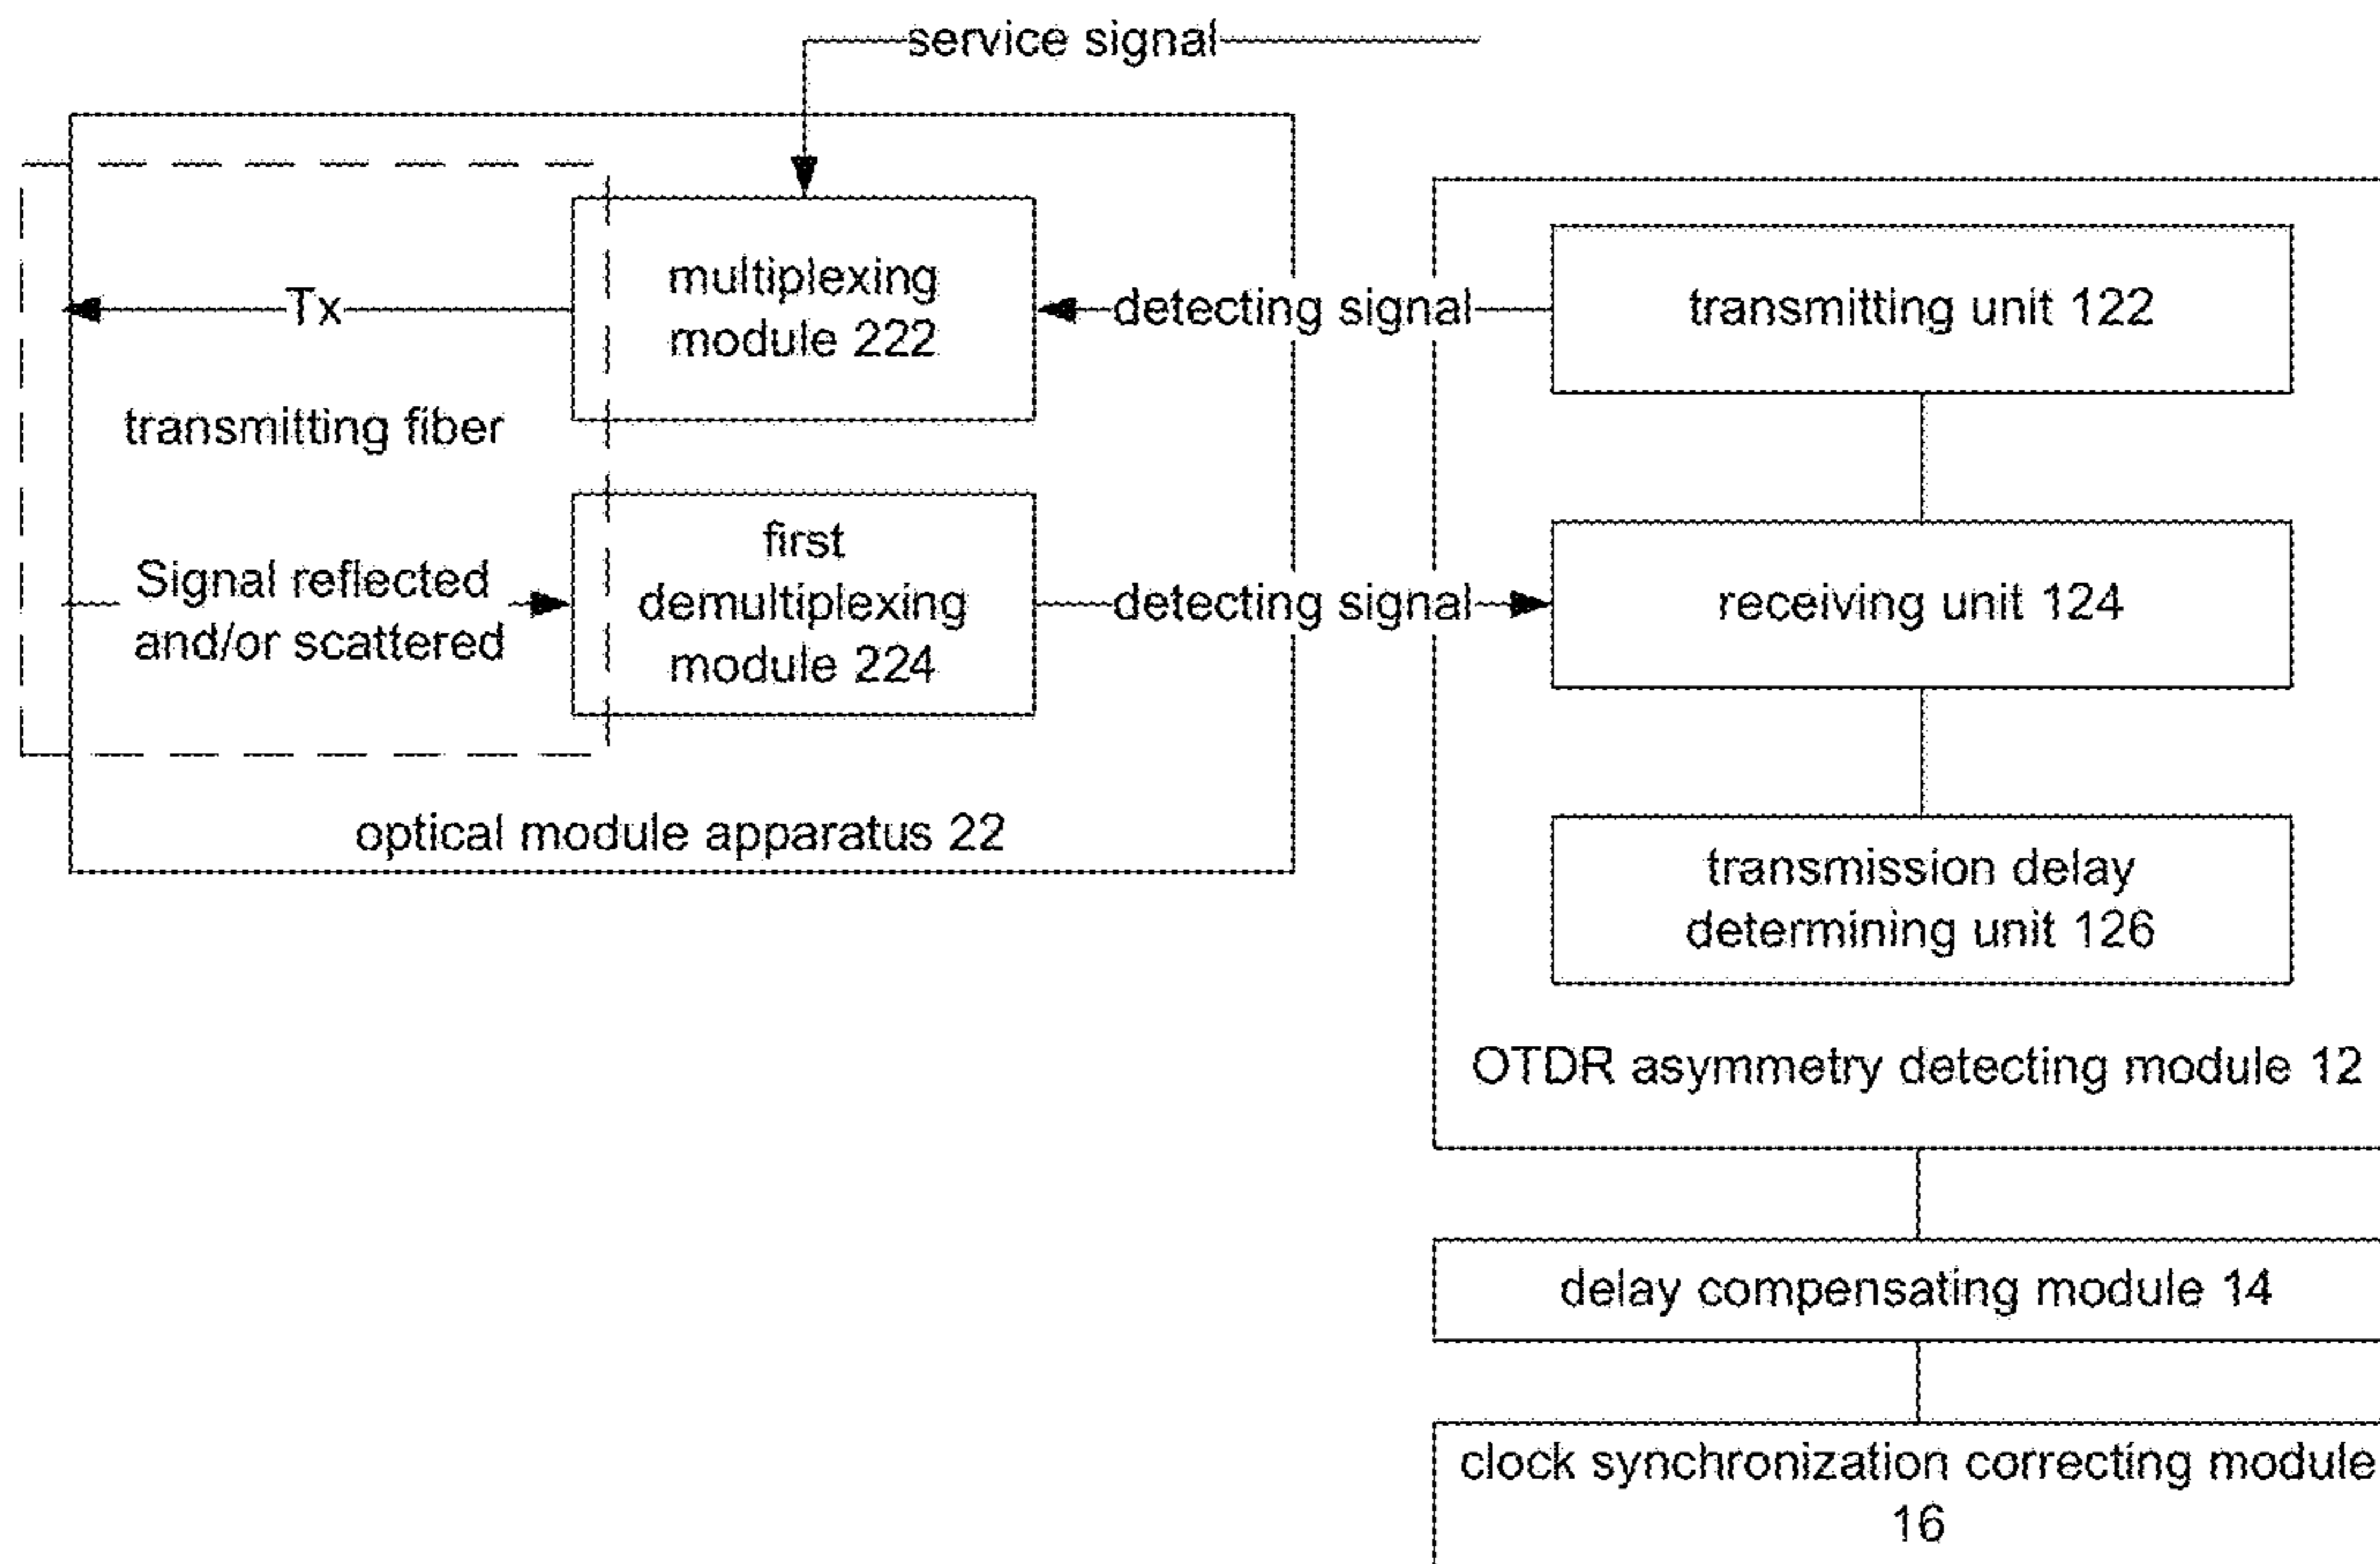 service signal
multiplexing
module 222
Tx
detecting signal
transmitting unit 122
transmitting fiber
first
demultiplexing
module 224
Signal reflected
and/or scattered
detecting signal
receiving unit 124
optical module apparatus 22
transmission delay
determining unit 126
OTDR asymmetry detecting module 12
delay compensating module 14
clock synchronization correcting module
16